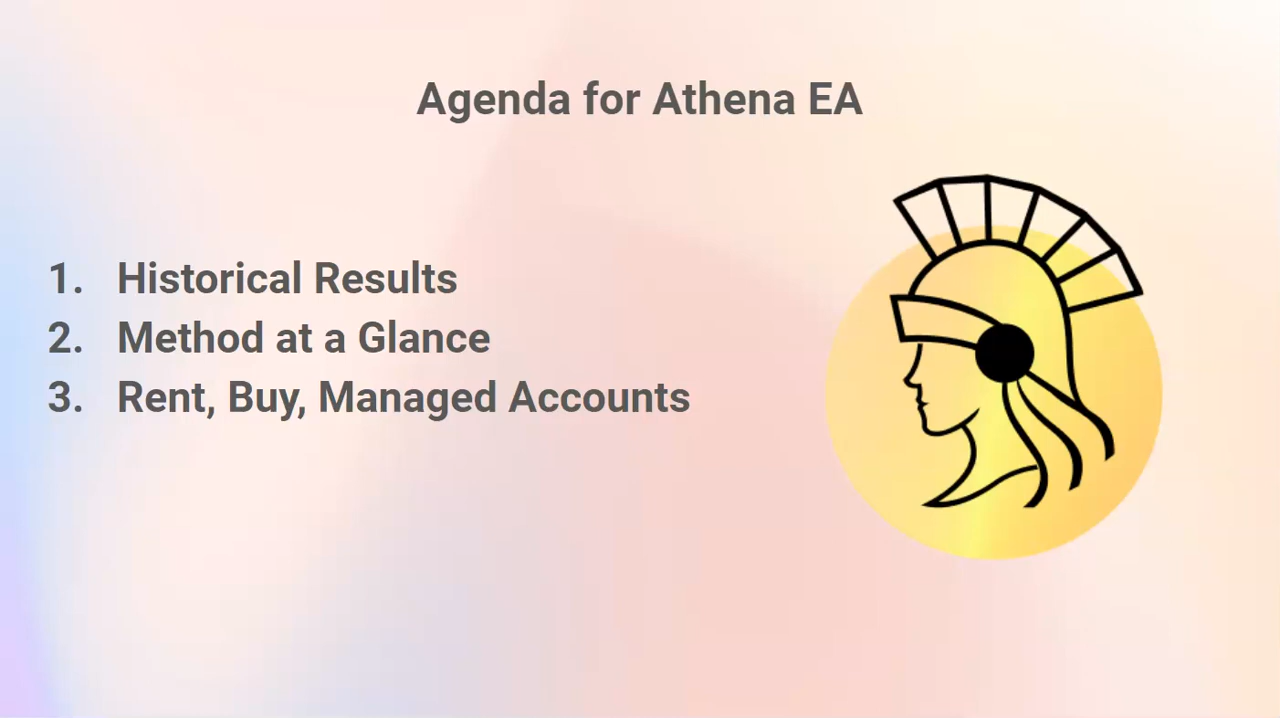 Agenda for Athena EA
1. Historical Results
2. Method at a Glance
3. Rent, Buy, Managed Accounts